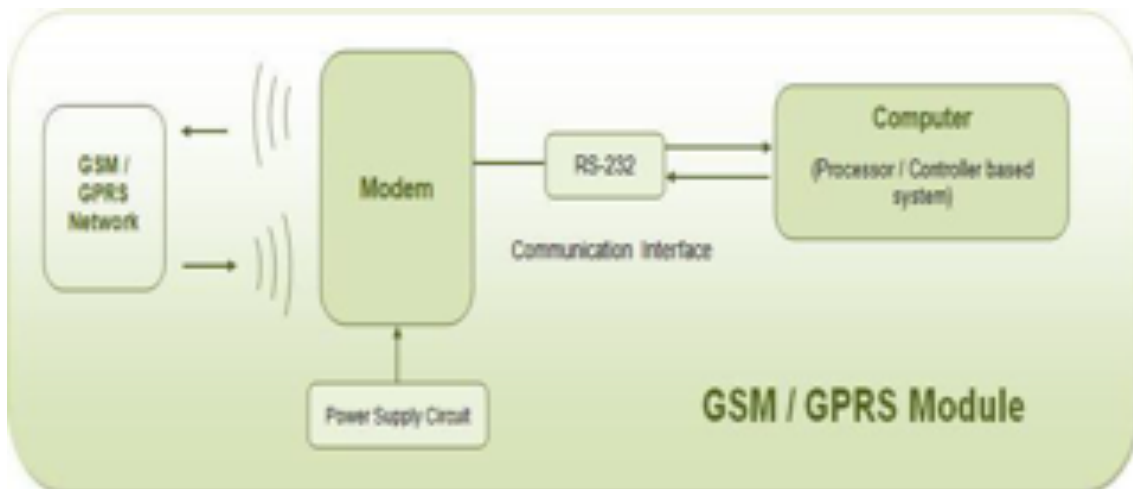 GSM /
GPRS
Network
Modem
RS-232
Computer
(Processor / Controller based
system)
Communication Interface
Power Supply Circuit
GSM / GPRS Module